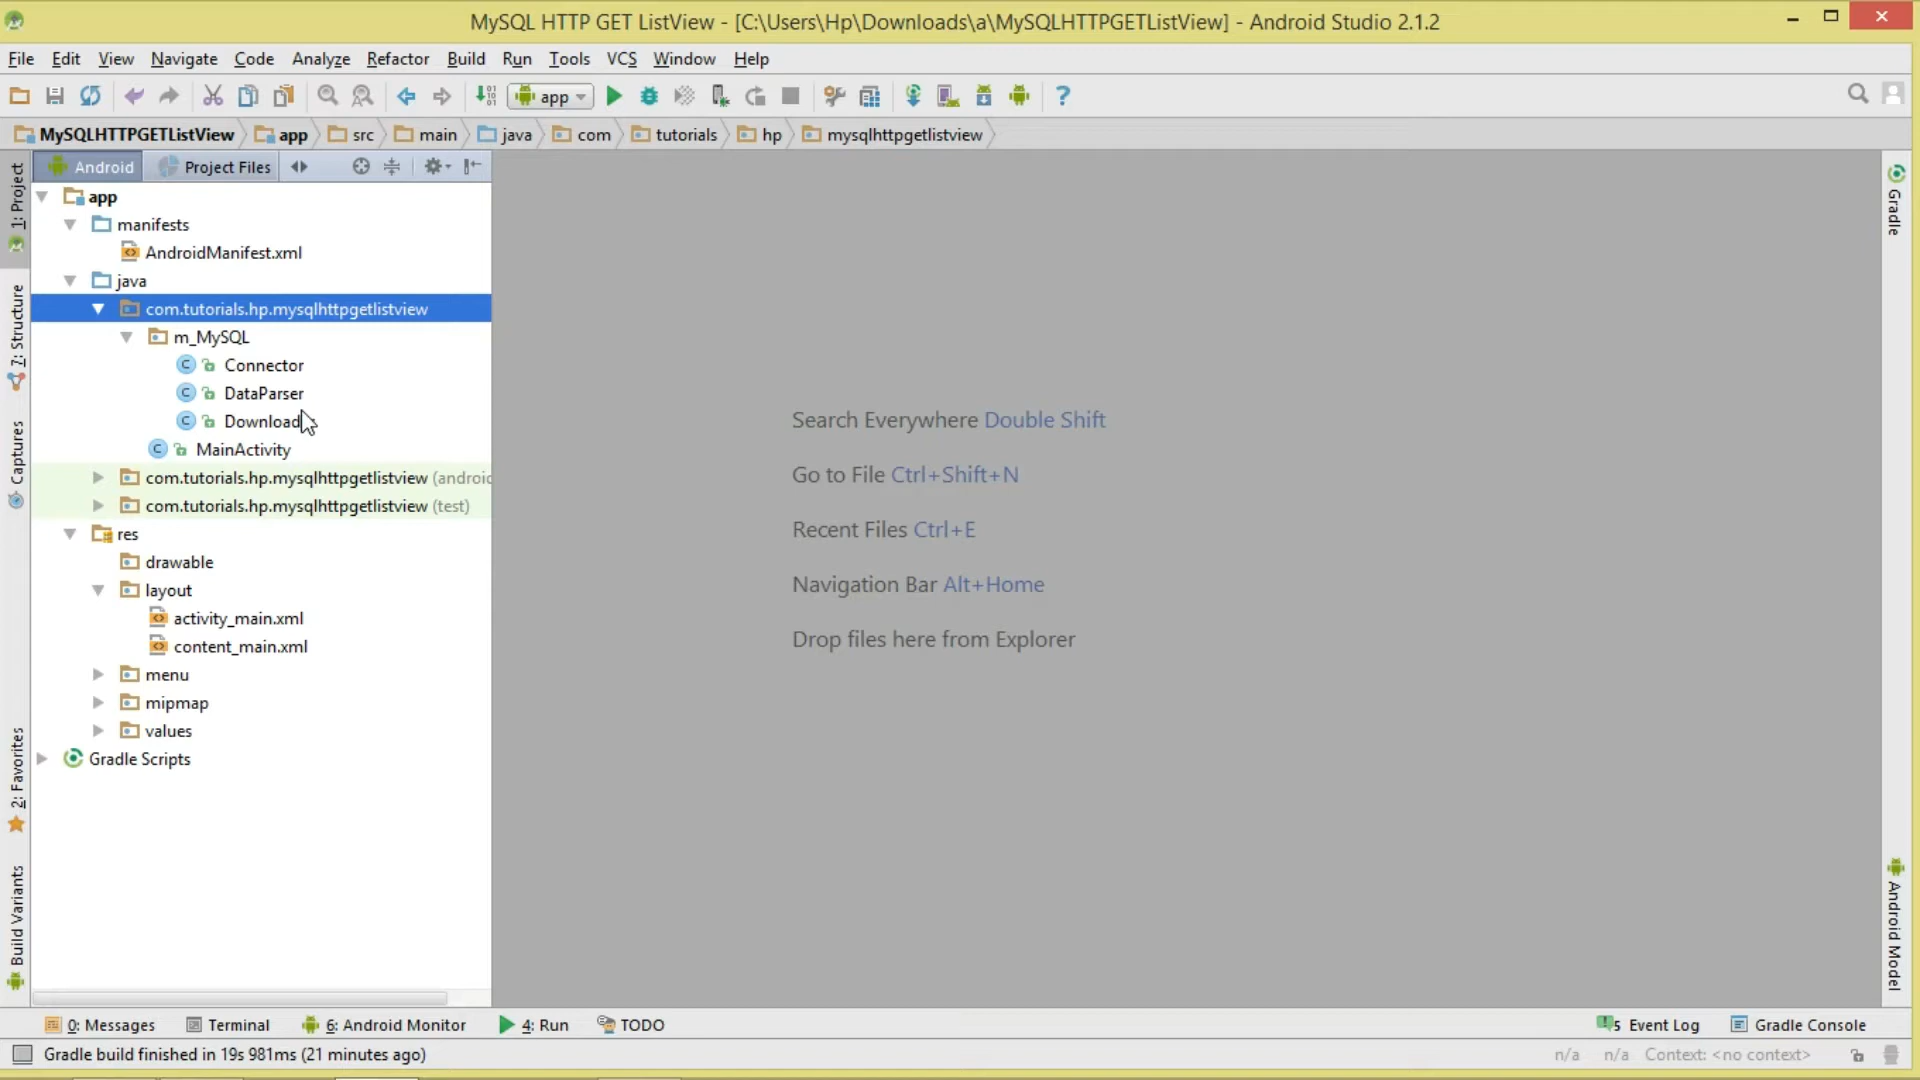 MySQL HTTP GET ListView - [C:\Users\Hp\Downloads\a\MySQLHTTPGETListView] - Android Studio 2.1.2
File Edit View Navigate Code Analyze Refactor Build Run Tools VCS Window Help
app
MySQLHTTPGETListView app src main java com tutorials hp mysqlhttpgetlistview
Android Project Files
1: Project
7: Structure
Captures
2: Favorites
Build Variants
app
manifests
AndroidManifest.xml
java
com.tutorials.hp.mysqlhttpgetlistview
m_MySQL
Connector
DataParser
Download
MainActivity
com.tutorials.hp.mysqlhttpgetlistview (androic
com.tutorials.hp.mysqlhttpgetlistview (test)
res
drawable
layout
activity_main.xml
content_main.xml
menu
mipmap
values
Gradle Scripts
Search Everywhere Double Shift
Go to File Ctrl+Shift+N
Recent Files Ctrl+E
Navigation Bar Alt+Home
Drop files here from Explorer
Gradle
Android Model
0: Messages Terminal 6: Android Monitor 4: Run TODO 5 Event Log Gradle Console
Gradle build finished in 19s 981ms (21 minutes ago) n/a n/a Context: <no context>